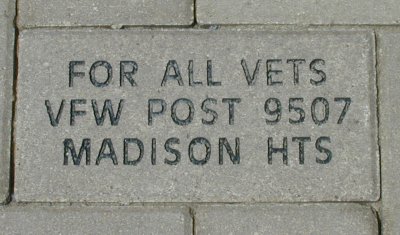 FOR ALL VETS
VFW POST 9507
MADISON HTS